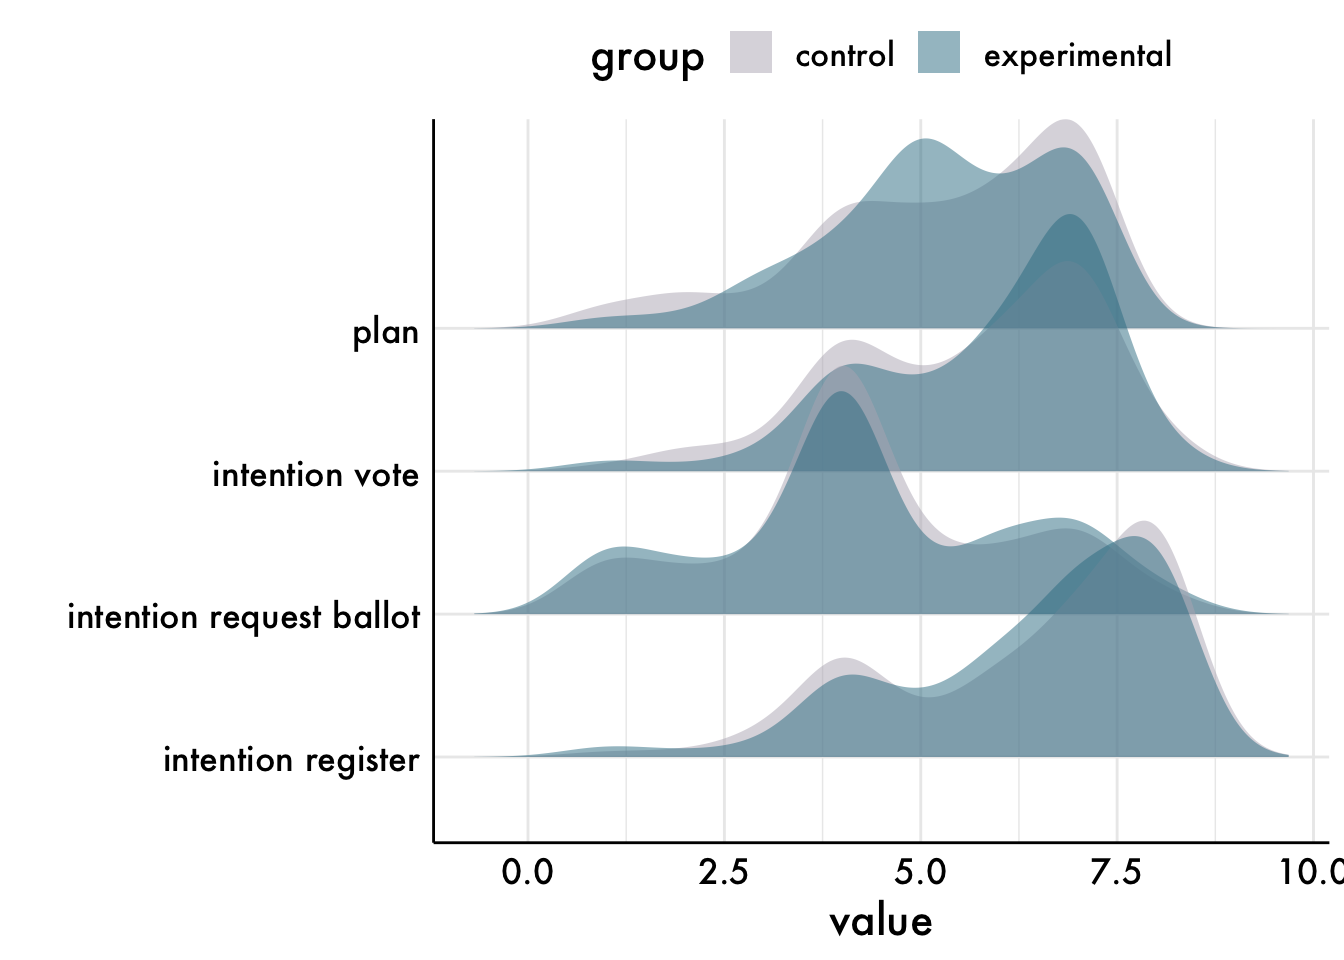 group control experimental
plan
intention vote
intention request ballot
intention register
0.0 2.5 5.0 7.5 10.0
value